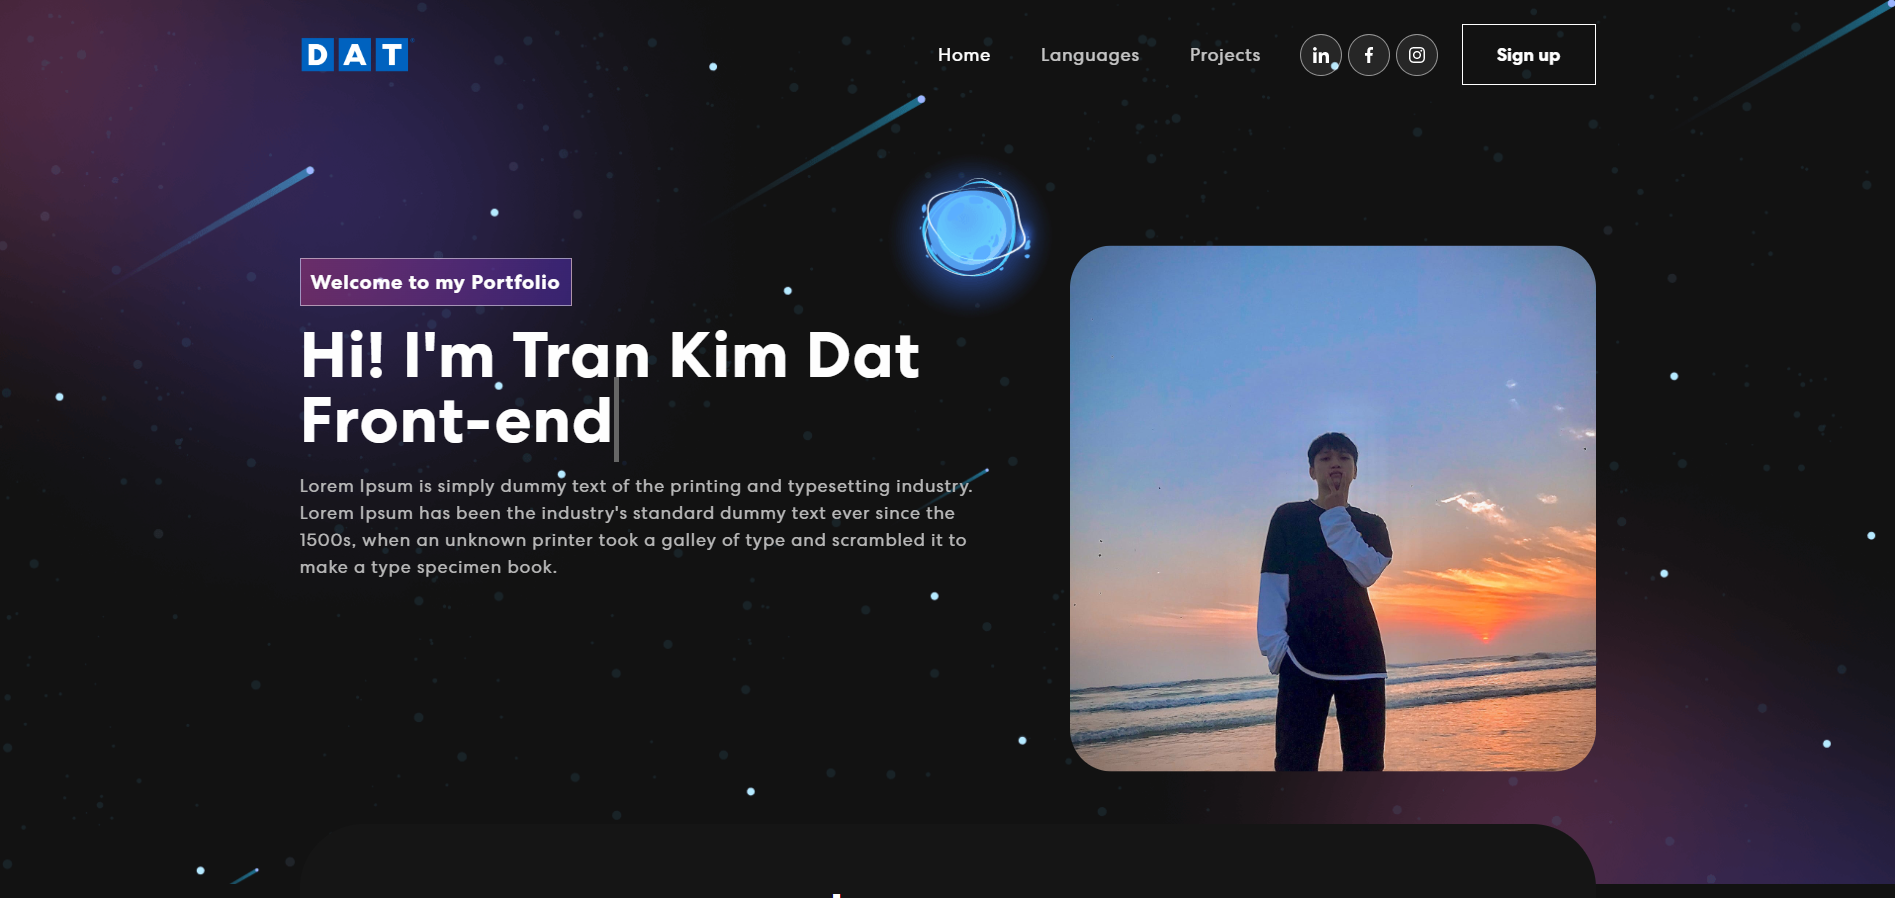 DAT
Home
Languages
Projects
in
f
Sign up
Welcome to my Portfolio
Hi! I'm Tran Kim Dat
Front-end
Lorem Ipsum is simply dummy text of the printing and typesetting industry.
Lorem Ipsum has been the industry's standard dummy text ever since the
1500s, when an unknown printer took a galley of type and scrambled it to
make a type specimen book.